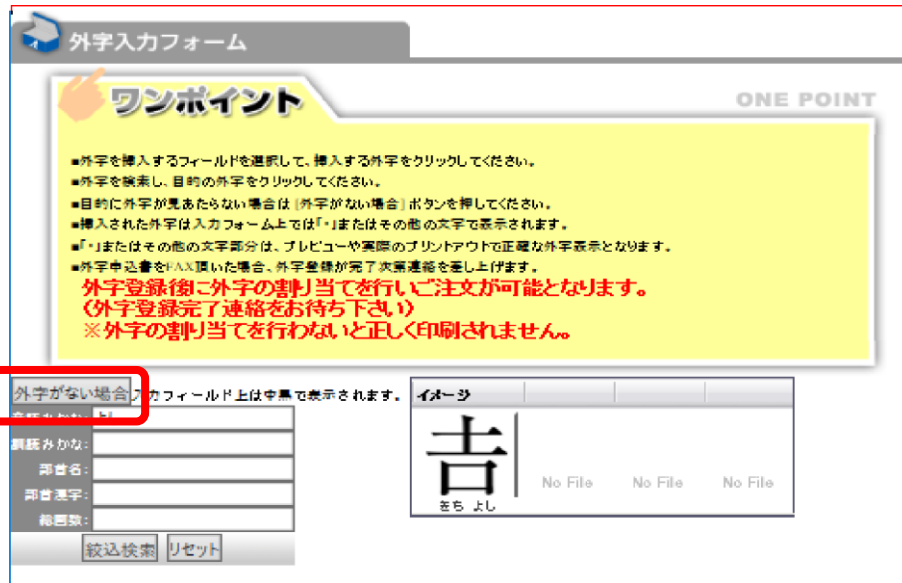 外字入力フォーム
ワンポイント
ONE POINT
■外字を挿入するフィールドを選択して、挿入する外字をクリックしてください。
■外字を検索し、目的の外字をクリックしてください。
■目的に外字が見あたらない場合は [外字がない場合] ボタンを押してください。
■挿入された外字は入力フォーム上では「・」またはその他の文字で表示されます。
■「・」またはその他の文字部分は、プレビューや実際のプリントアウトで正確な外字表示となります。
■外字申込書をFAX頂いた場合、外字登録が完了次第連絡を差し上げます。
外字登録後に外字の割り当てを行いご注文が可能となります。
(外字登録完了連絡をお待ち下さい)
※外字の割り当てを行わないと正しく印刷されません。
外字がない場合 入力フィールド上は中黒で表示されます。
よし
訓読みかな:
部首名:
部首漢字:
総画数:
絞込検索 リセット
イメージ
𠮷
きち よし
No File No File No File